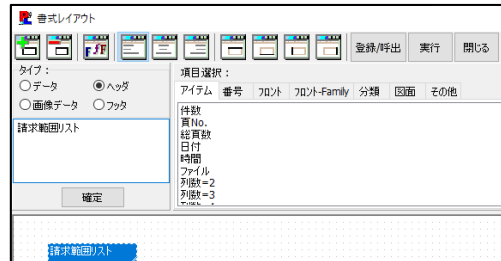 書式レイアウト
登録/呼出 実行 閉じる
タイプ：
データ ヘッダ
画像データ フッタ
請求範囲リスト
確定
項目選択：
アイテム 番号 フォント フォント-Family 分類 図面 その他
件数
頁No.
総頁数
日付
時間
ファイル
列数=2
列数=3
請求範囲リスト